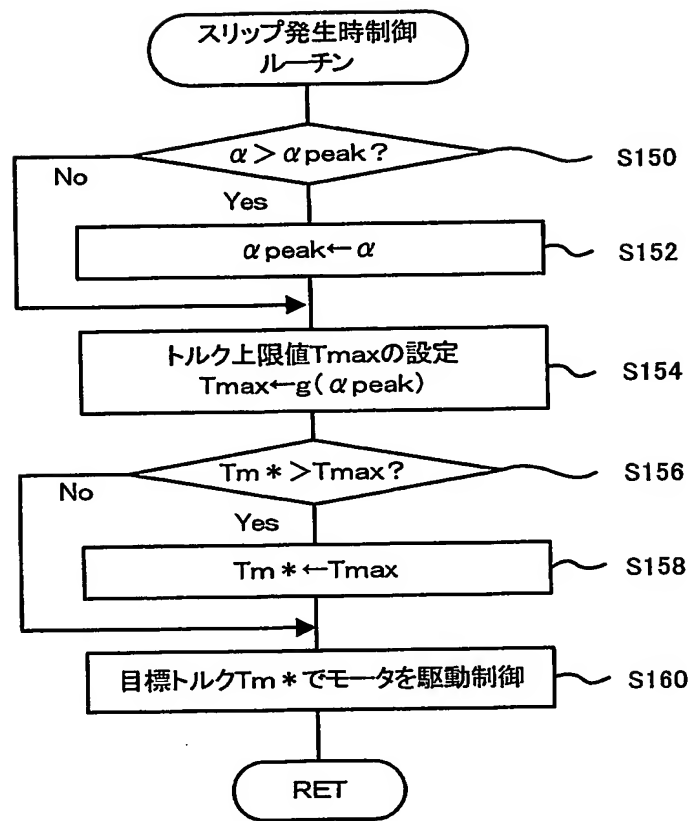 スリップ発生時制御
ルーチン
α＞αpeak？
S150
No
Yes
αpeak←α
S152
トルク上限値Tmaxの設定
Tmax←g(αpeak)
S154
Tm＊＞Tmax？
S156
No
Yes
Tm＊←Tmax
S158
目標トルクTm＊でモータを駆動制御
S160
RET